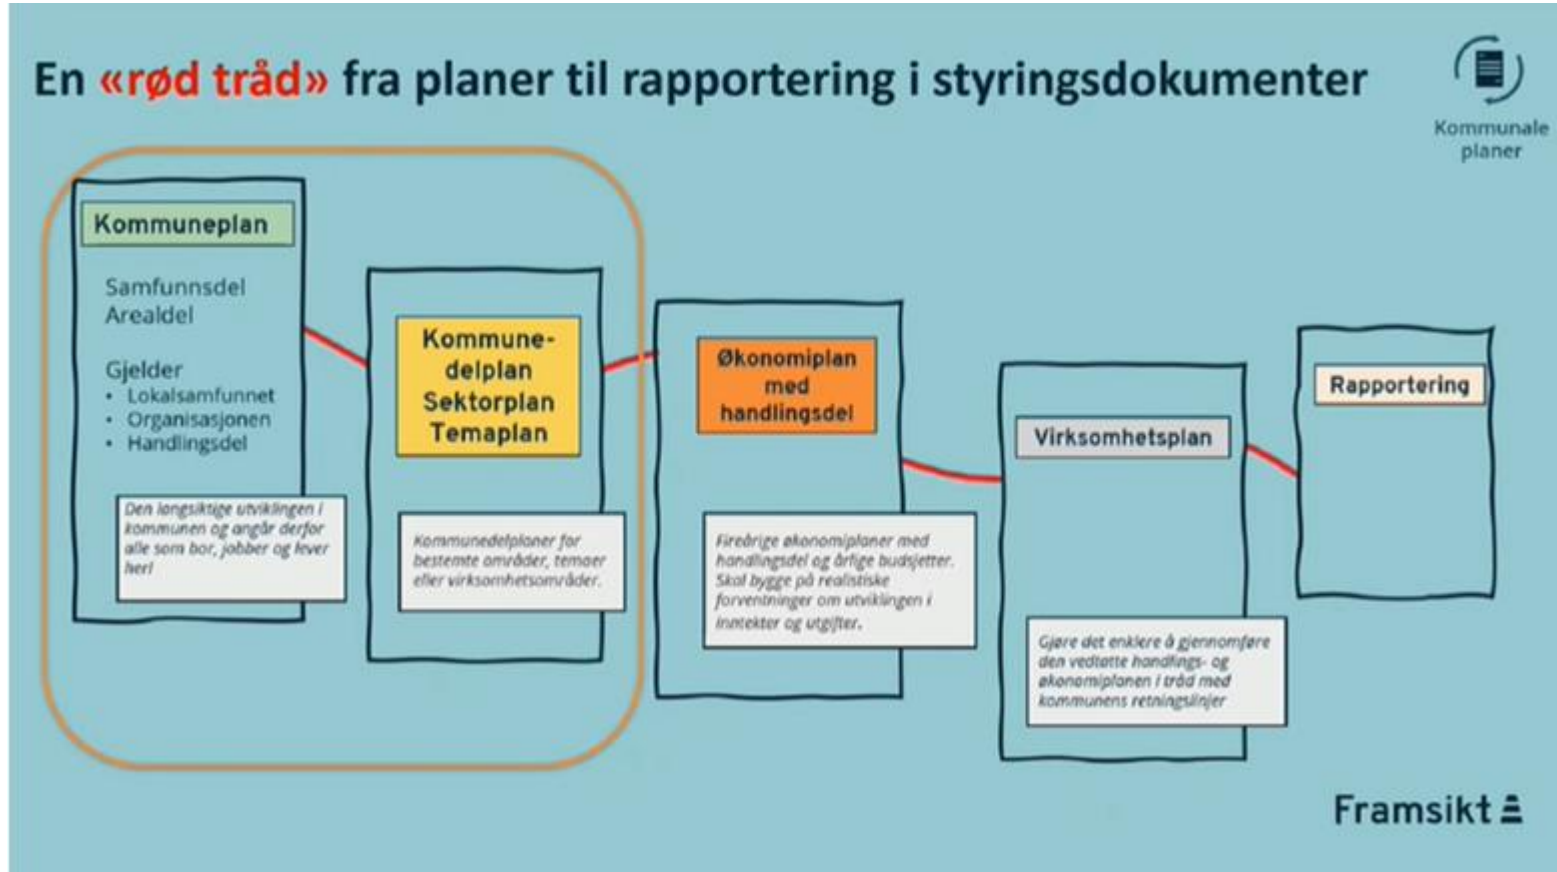 En «rød tråd» fra planer til rapportering i styringsdokumenter
Kommunale
planer
Kommuneplan
Samfunnsdel
Arealdel
Gjelder
• Lokalsamfunnet
• Organisasjonen
• Handlingsdel
Den langsiktige utviklingen i
kommunen og angår derfor
alle som bor, jobber og lever
her!
Kommune-
delplan
Sektorplan
Temaplan
Kommunedelplaner for
bestemte områder, temaer
eller virksomhetsområder.
Økonomiplan
med
handlingsdel
Fireårige økonomiplaner med
handlingsdel og årlige budsjetter.
Skal bygge på realistiske
forventninger om utviklingen i
inntekter og utgifter.
Virksomhetsplan
Gjøre det enklere å gjennomføre
den vedtatte handlings- og
økonomiplanen i tråd med
kommunens retningslinjer
Rapportering
Framsikt